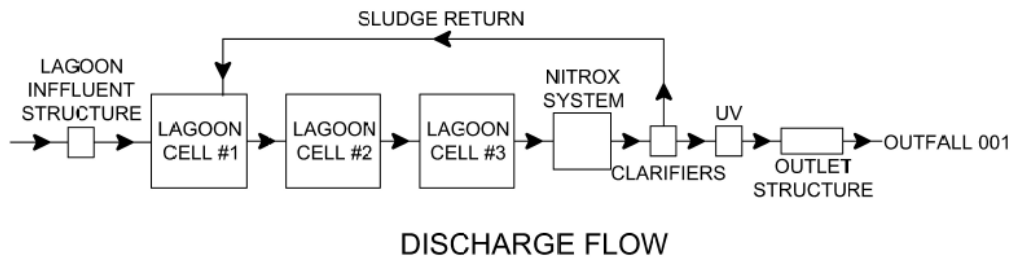 SLUDGE RETURN
LAGOON
INFFLUENT
STRUCTURE
LAGOON
CELL #1
LAGOON
CELL #2
LAGOON
CELL #3
NITROX
SYSTEM
CLARIFIERS
UV
OUTLET
STRUCTURE
OUTFALL 001
DISCHARGE FLOW